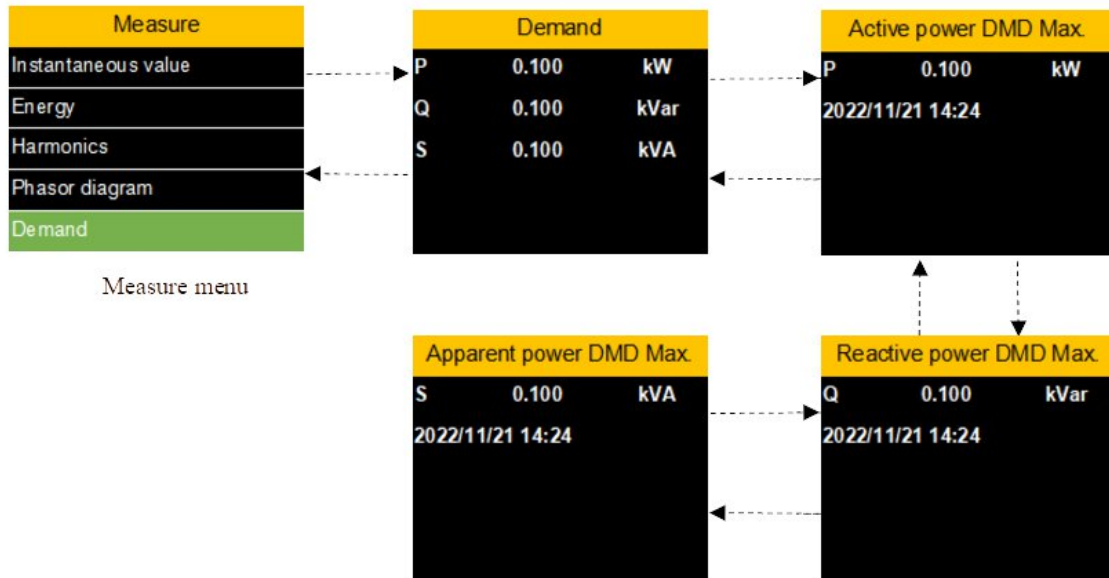 Measure
Instantaneous value
Energy
Harmonics
Phasor diagram
Demand
Measure menu
Demand
P 0.100 kW
Q 0.100 kVar
S 0.100 kVA
Active power DMD Max.
P 0.100 kW
2022/11/21 14:24
Apparent power DMD Max.
S 0.100 kVA
2022/11/21 14:24
Reactive power DMD Max.
Q 0.100 kVar
2022/11/21 14:24